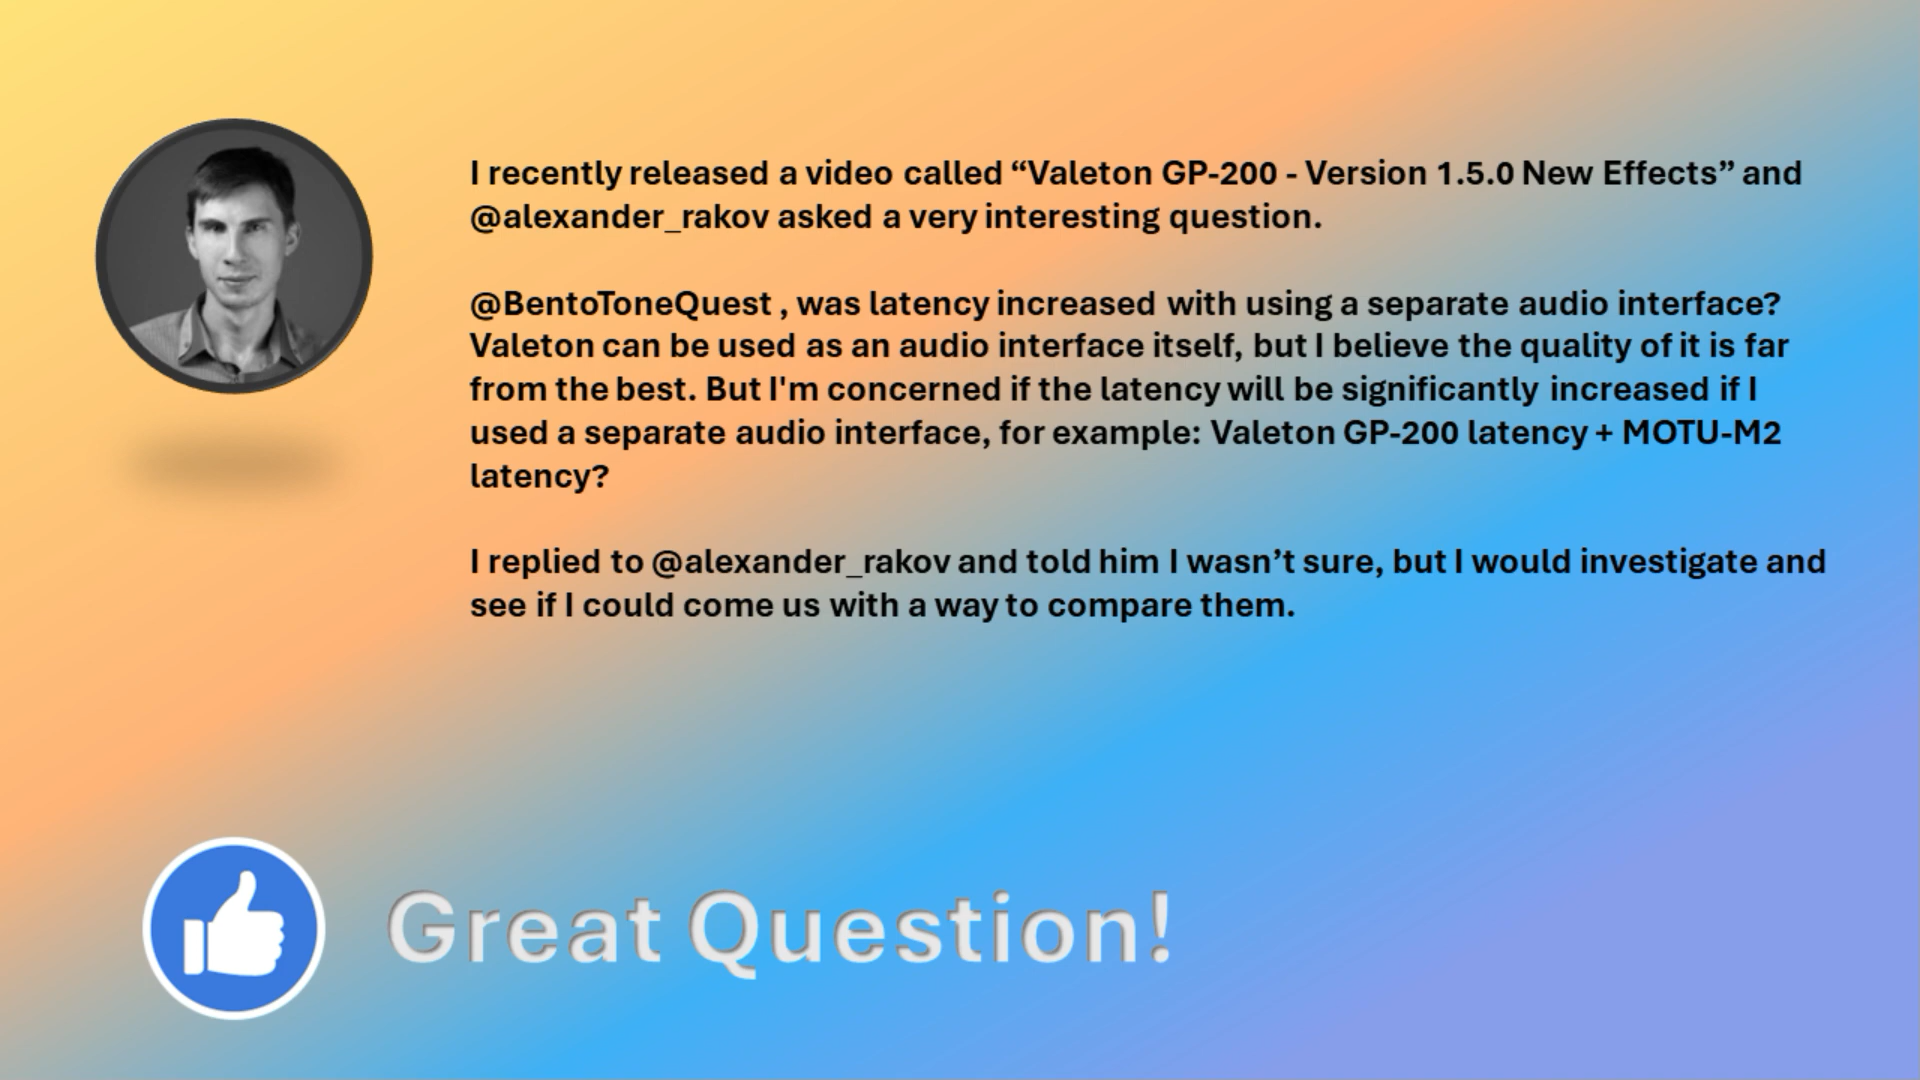 I recently released a video called “Valeton GP-200 - Version 1.5.0 New Effects” and
@alexander_rakov asked a very interesting question.
@BentoToneQuest , was latency increased with using a separate audio interface?
Valeton can be used as an audio interface itself, but I believe the quality of it is far
from the best. But I'm concerned if the latency will be significantly increased if I
used a separate audio interface, for example: Valeton GP-200 latency + MOTU-M2
latency?
I replied to @alexander_rakov and told him I wasn’t sure, but I would investigate and
see if I could come us with a way to compare them.
Great Question!